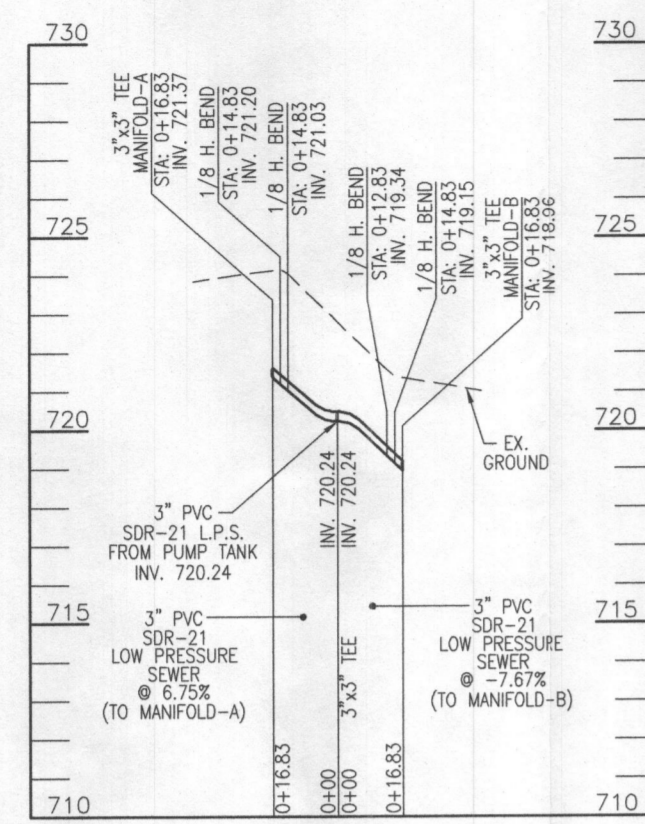 730
730
3"x3" TEE
MANIFOLD-A
STA: 0+16.83
INV. 721.37
1/8 H. BEND
STA: 0+14.83
INV. 721.20
1/8 H. BEND
STA: 0+14.83
INV. 721.03
1/8 H. BEND
STA: 0+12.83
INV. 719.34
1/8 H. BEND
STA: 0+14.83
INV. 719.15
3"x3" TEE
MANIFOLD-B
STA: 0+16.83
INV. 718.96
725
725
720
720
EX.
GROUND
INV. 720.24
INV. 720.24
3" PVC
SDR-21 L.P.S.
FROM PUMP TANK
INV. 720.24
715
715
3" PVC
SDR-21
LOW PRESSURE
SEWER
@ 6.75%
(TO MANIFOLD-A)
3"x3" TEE
3" PVC
SDR-21
LOW PRESSURE
SEWER
@ -7.67%
(TO MANIFOLD-B)
0+16.83
0+00
0+00
0+16.83
710
710